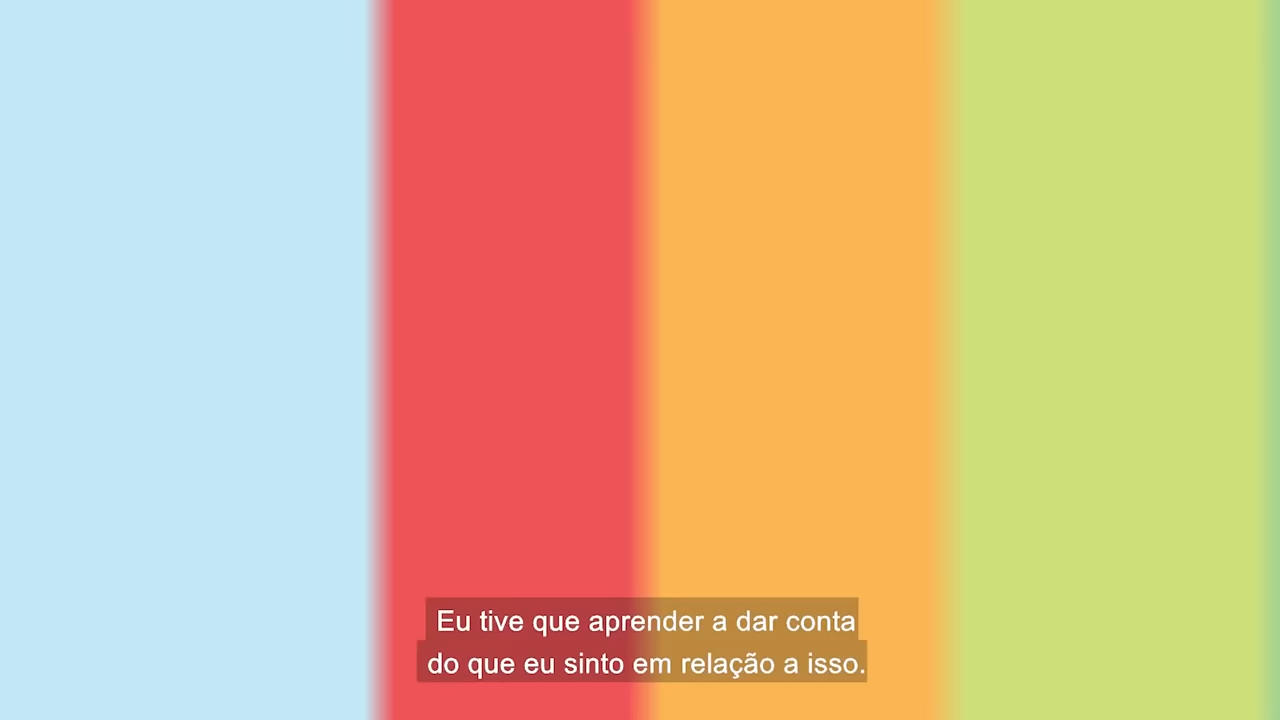 Eu tive que aprender a dar conta
do que eu sinto em relação a isso.